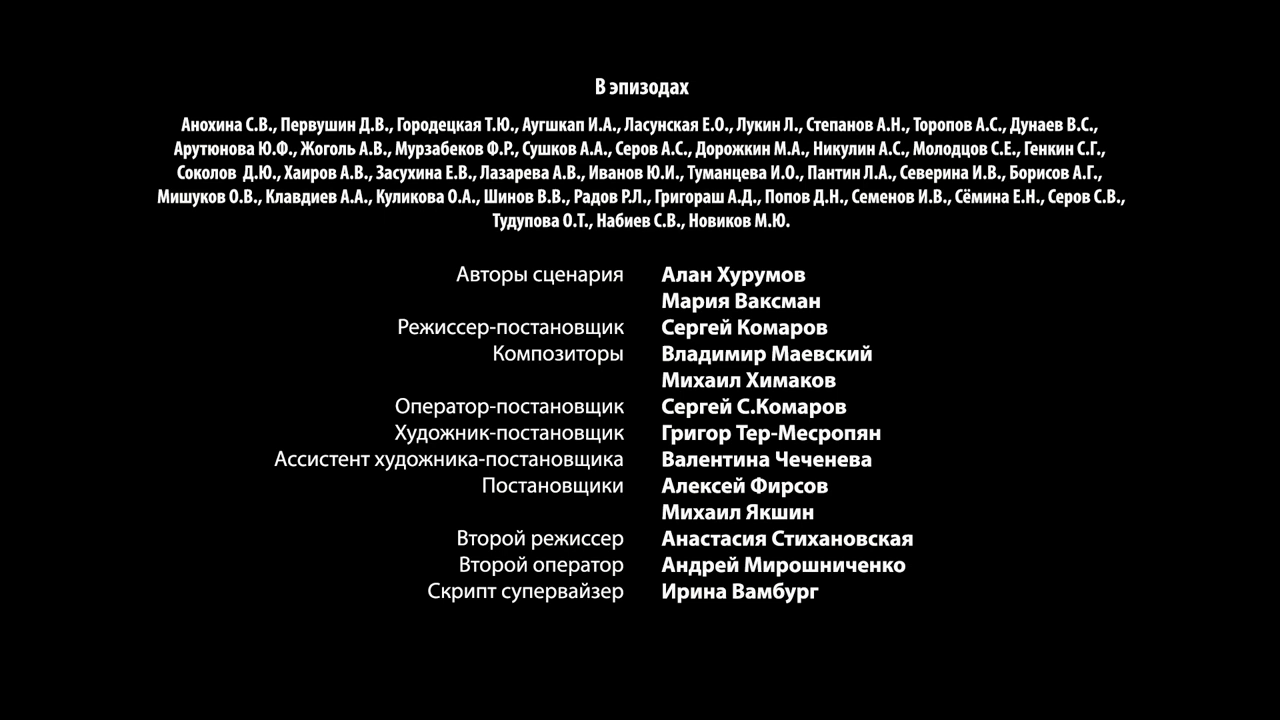 В эпизодах
Анохина С.В., Первушин Д.В., Городецкая Т.Ю., Аугшкап И.А., Ласунская Е.О., Лукин Л., Степанов А.Н., Торопов А.С., Дунаев В.С.,
Арутюнова Ю.Ф., Жоголь А.В., Мурзабеков Ф.Р., Сушков А.А., Серов А.С., Дорожкин М.А., Никулин А.С., Молодцов С.Е., Генкин С.Г.,
Соколов Д.Ю., Хаиров А.В., Засухина Е.В., Лазарева А.В., Иванов Ю.И., Туманцева И.О., Пантин Л.А., Северина И.В., Борисов А.Г.,
Мишуков О.В., Клавдиев А.А., Куликова О.А., Шинов В.В., Радов Р.Л., Григораш А.Д., Попов Д.Н., Семенов И.В., Сёмина Е.Н., Серов С.В.,
Тудупова О.Т., Набиев С.В., Новиков М.Ю.
Авторы сценария Алан Хурумов
Мария Ваксман
Режиссер-постановщик Сергей Комаров
Композиторы Владимир Маевский
Михаил Химаков
Оператор-постановщик Сергей С.Комаров
Художник-постановщик Григор Тер-Месропян
Ассистент художника-постановщика Валентина Чеченева
Постановщики Алексей Фирсов
Михаил Якшин
Второй режиссер Анастасия Стихановская
Второй оператор Андрей Мирошниченко
Скрипт супервайзер Ирина Вамбург